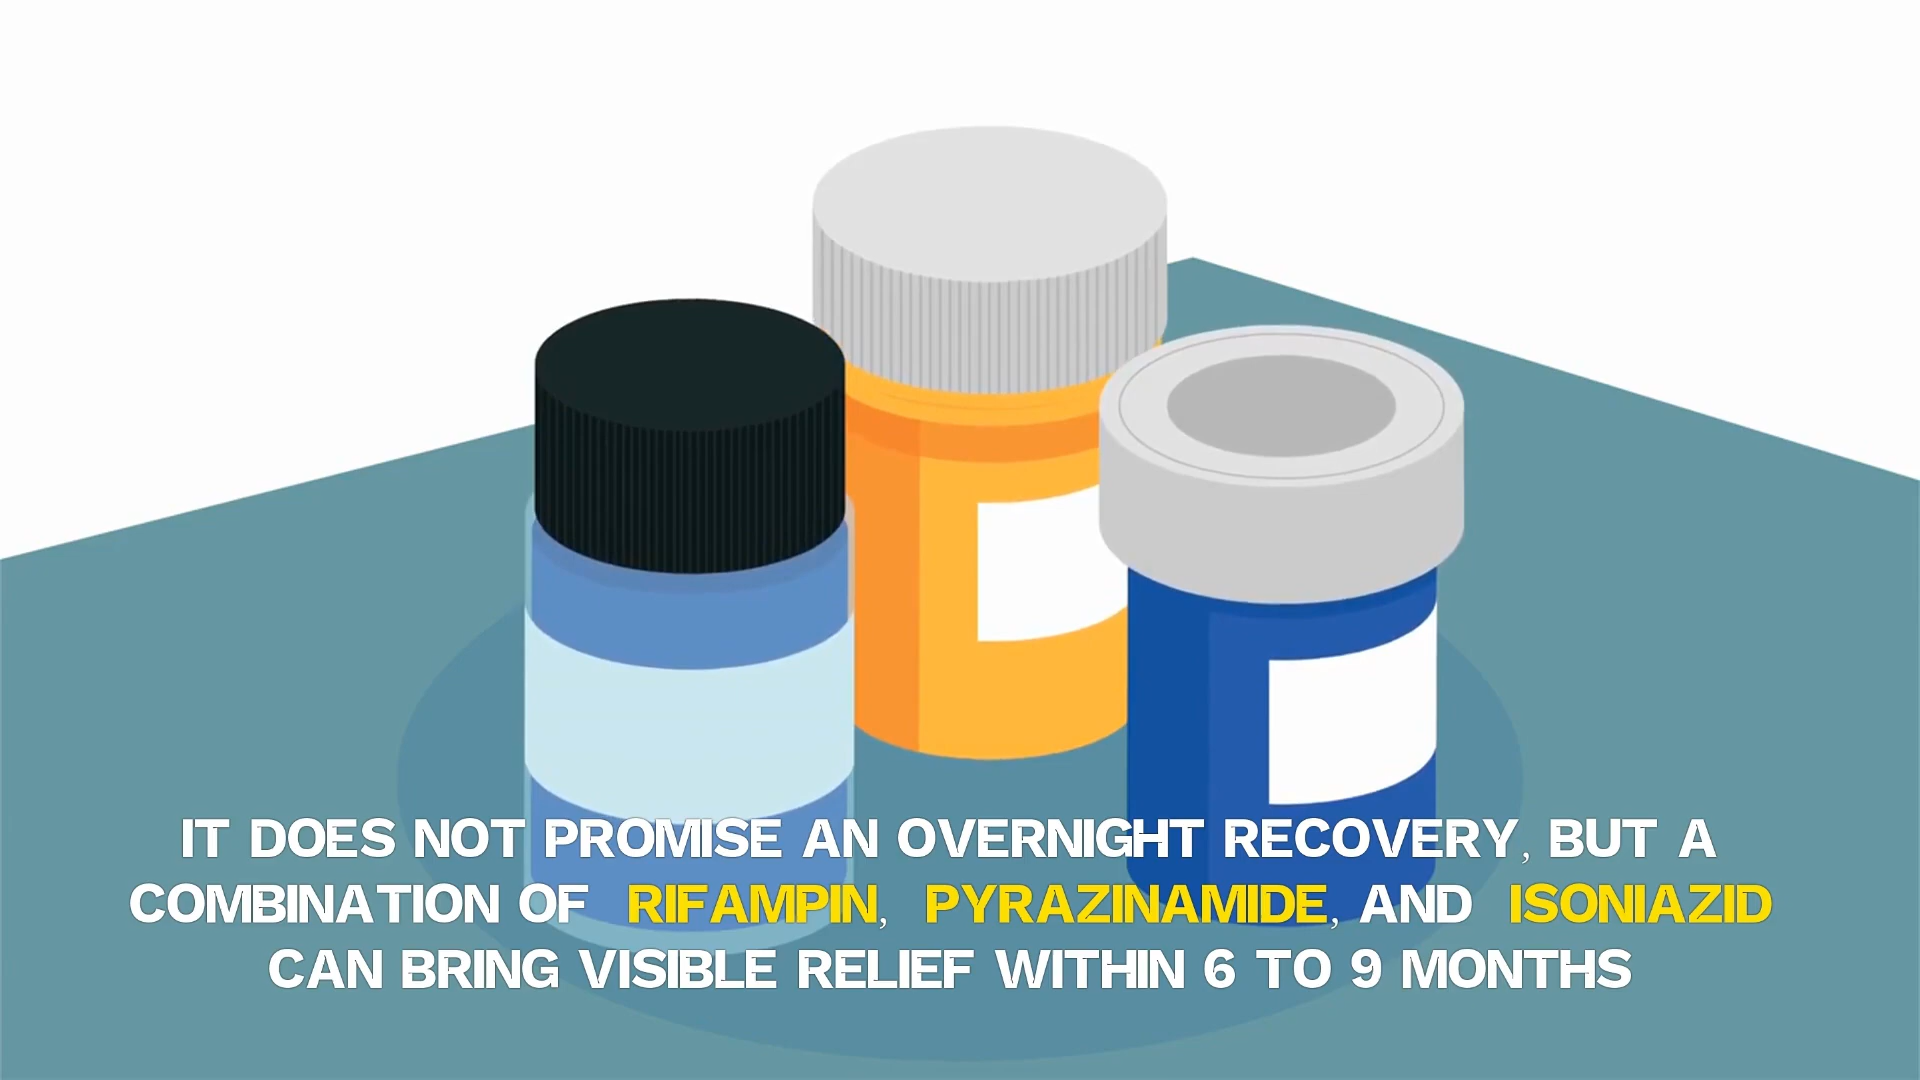 IT DOES NOT PROMISE AN OVERNIGHT RECOVERY, BUT A
COMBINATION OF RIFAMPIN, PYRAZINAMIDE, AND ISONIAZID
CAN BRING VISIBLE RELIEF WITHIN 6 TO 9 MONTHS